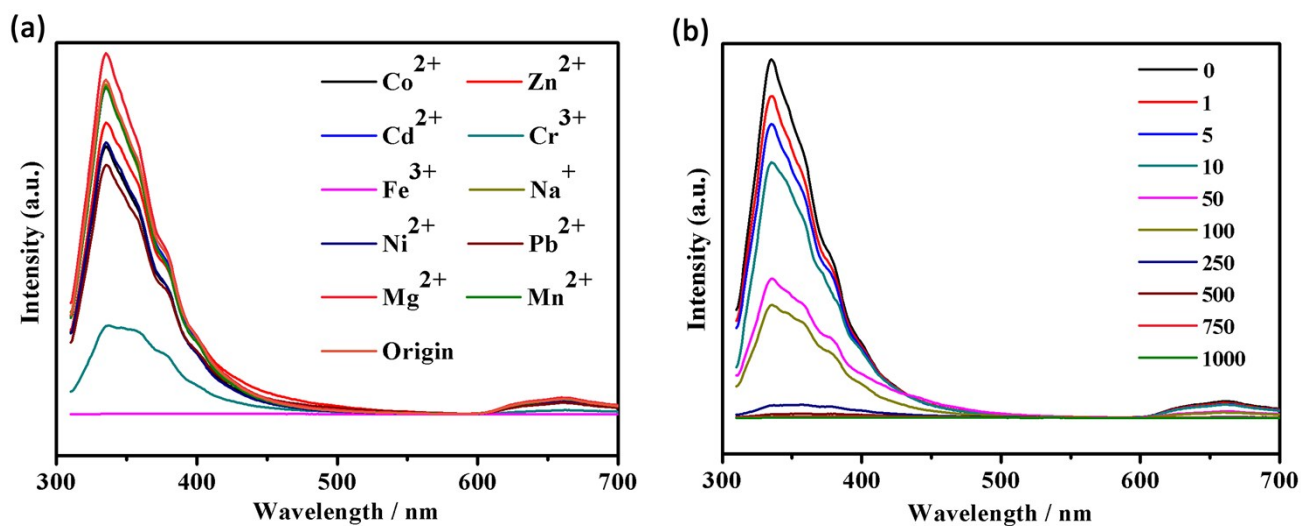 (a)
Intensity (a.u.)
Co2+ Zn2+
Cd2+ Cr3+
Fe3+ Na+
Ni2+ Pb2+
Mg2+ Mn2+
Origin
300 400 500 600 700
Wavelength / nm
(b)
Intensity (a.u.)
0
1
5
10
50
100
250
500
750
1000
300 400 500 600 700
Wavelength / nm